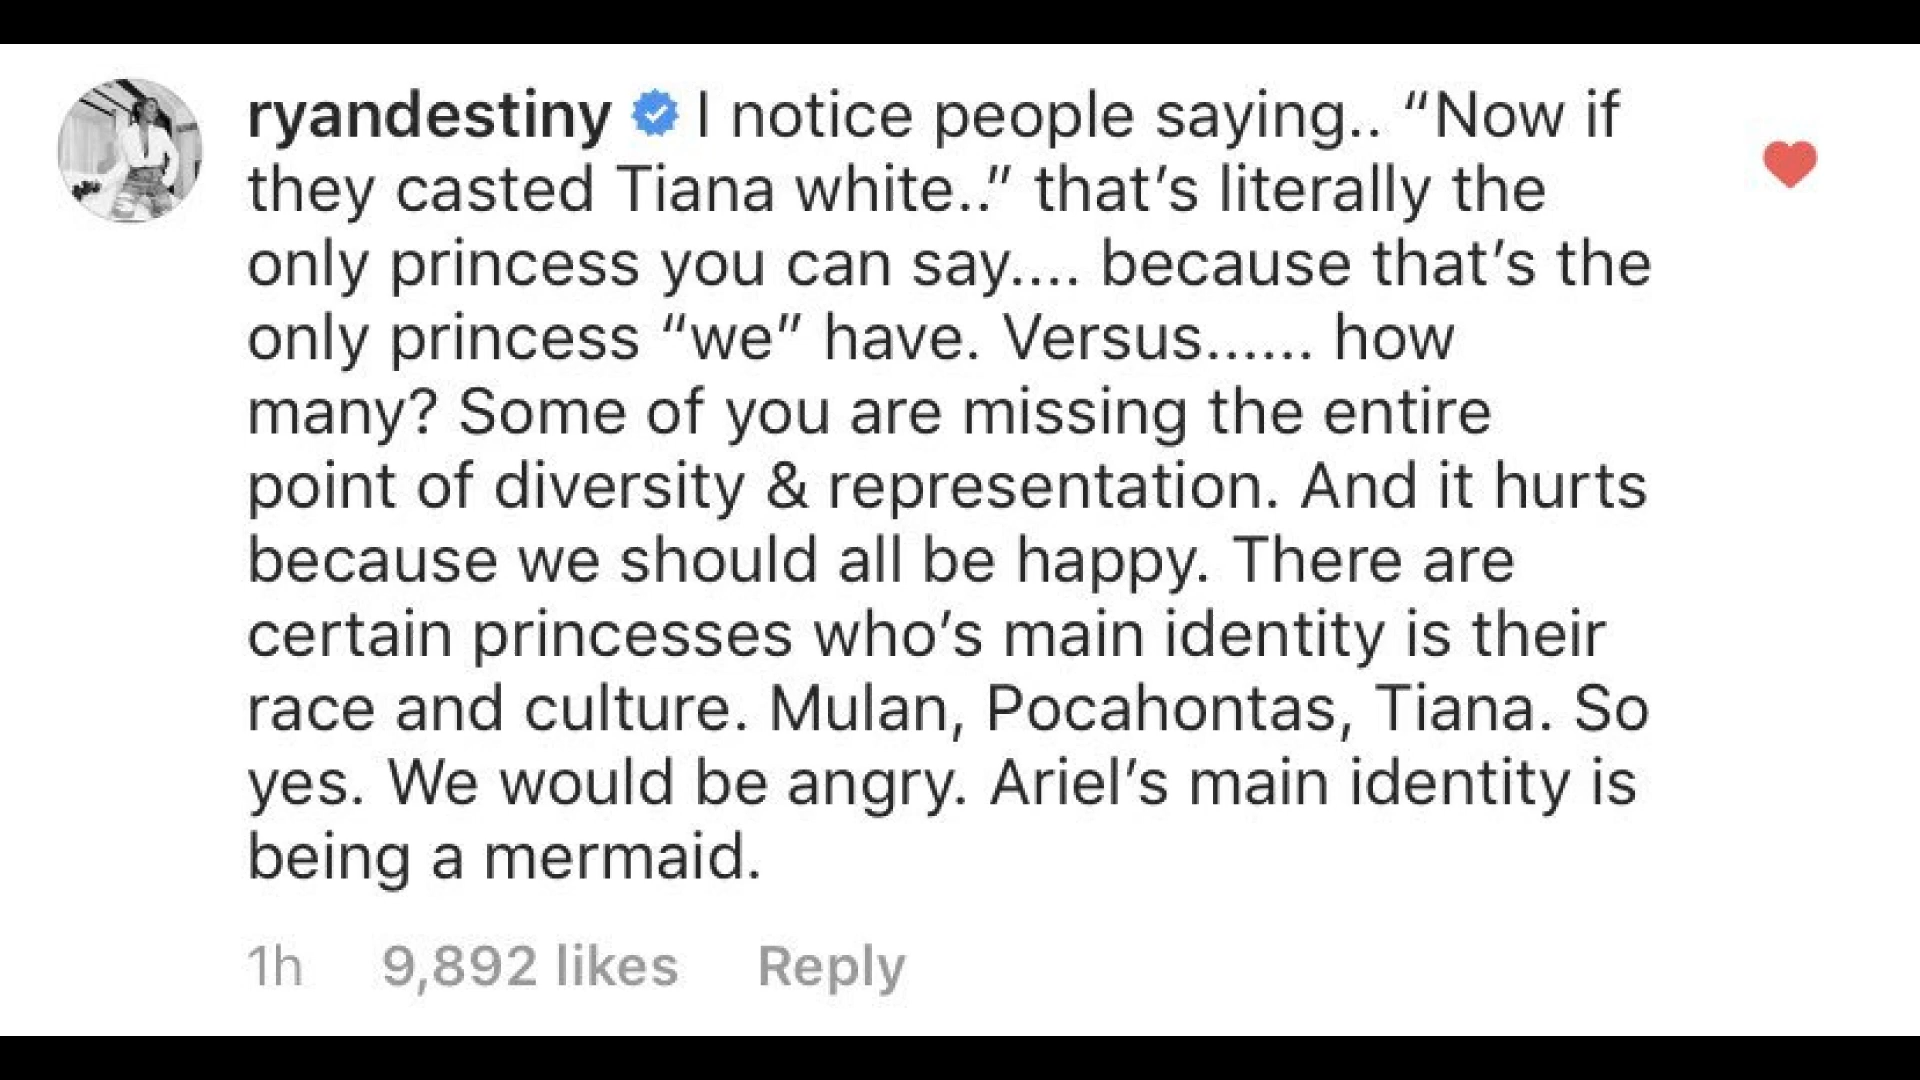 ryandestiny I notice people saying.. “Now if
they casted Tiana white..” that’s literally the
only princess you can say.... because that’s the
only princess “we” have. Versus...... how
many? Some of you are missing the entire
point of diversity & representation. And it hurts
because we should all be happy. There are
certain princesses who’s main identity is their
race and culture. Mulan, Pocahontas, Tiana. So
yes. We would be angry. Ariel’s main identity is
being a mermaid.
1h 9,892 likes Reply